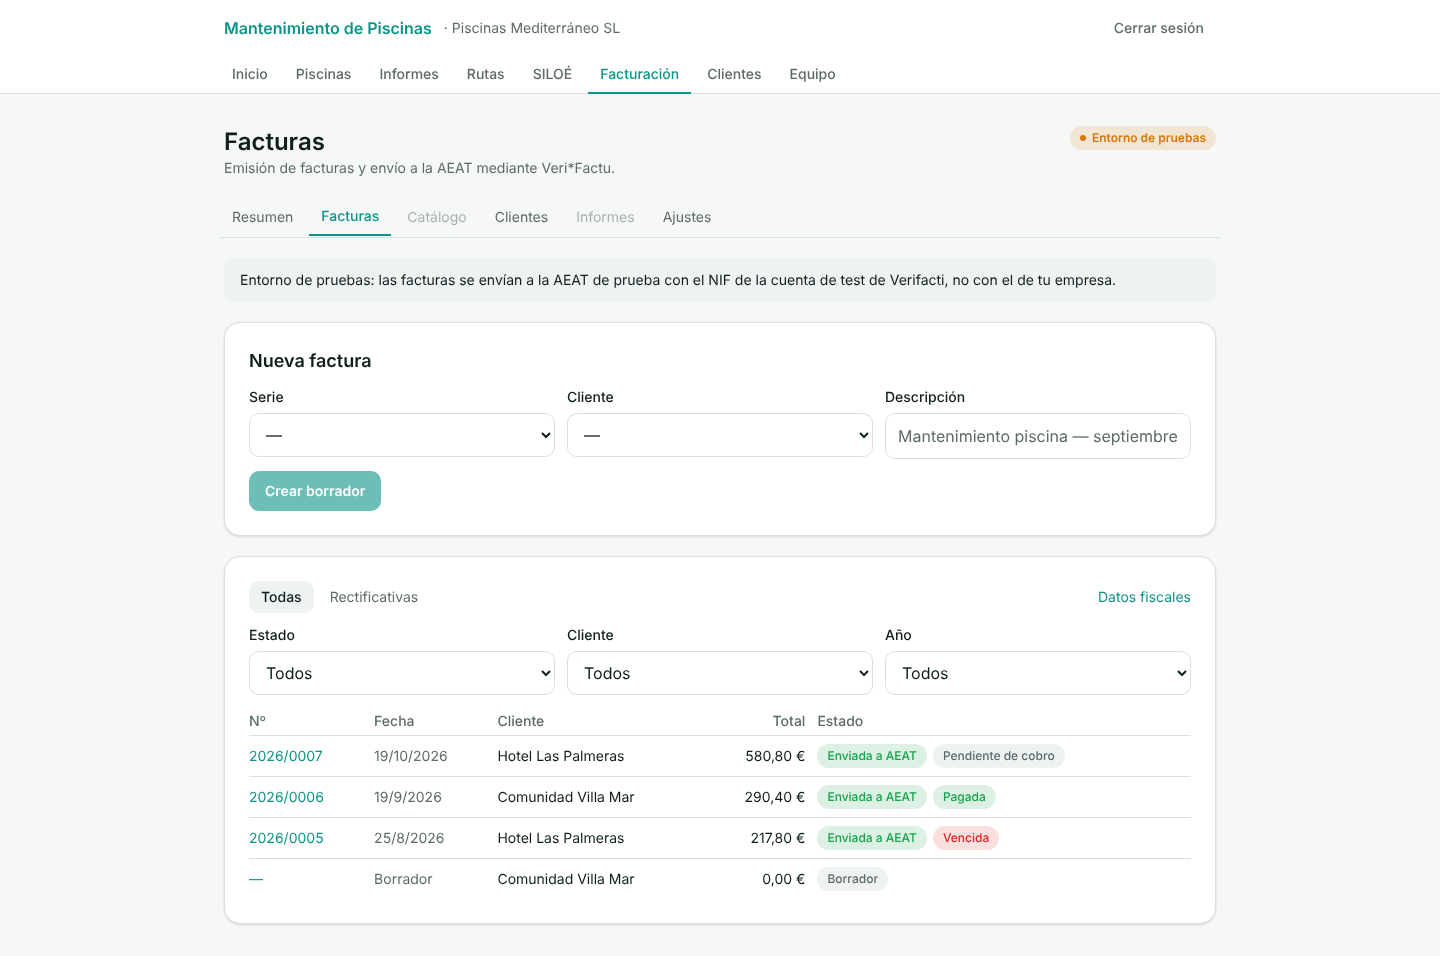 Mantenimiento de Piscinas · Piscinas Mediterráneo SL Cerrar sesión
Inicio Piscinas Informes Rutas SILOÉ Facturación Clientes Equipo
Facturas Entorno de pruebas
Emisión de facturas y envío a la AEAT mediante Veri*Factu.
Resumen Facturas Catálogo Clientes Informes Ajustes
Entorno de pruebas: las facturas se envían a la AEAT de prueba con el NIF de la cuenta de test de Verifacti, no con el de tu empresa.
Nueva factura
Serie Cliente Descripción
— — Mantenimiento piscina — septiembre
Crear borrador
Todas Rectificativas Datos fiscales
Estado Cliente Año
Todos Todos Todos
Nº Fecha Cliente Total Estado
2026/0007 19/10/2026 Hotel Las Palmeras 580,80 € Enviada a AEAT Pendiente de cobro
2026/0006 19/9/2026 Comunidad Villa Mar 290,40 € Enviada a AEAT Pagada
2026/0005 25/8/2026 Hotel Las Palmeras 217,80 € Enviada a AEAT Vencida
— Borrador Comunidad Villa Mar 0,00 € Borrador